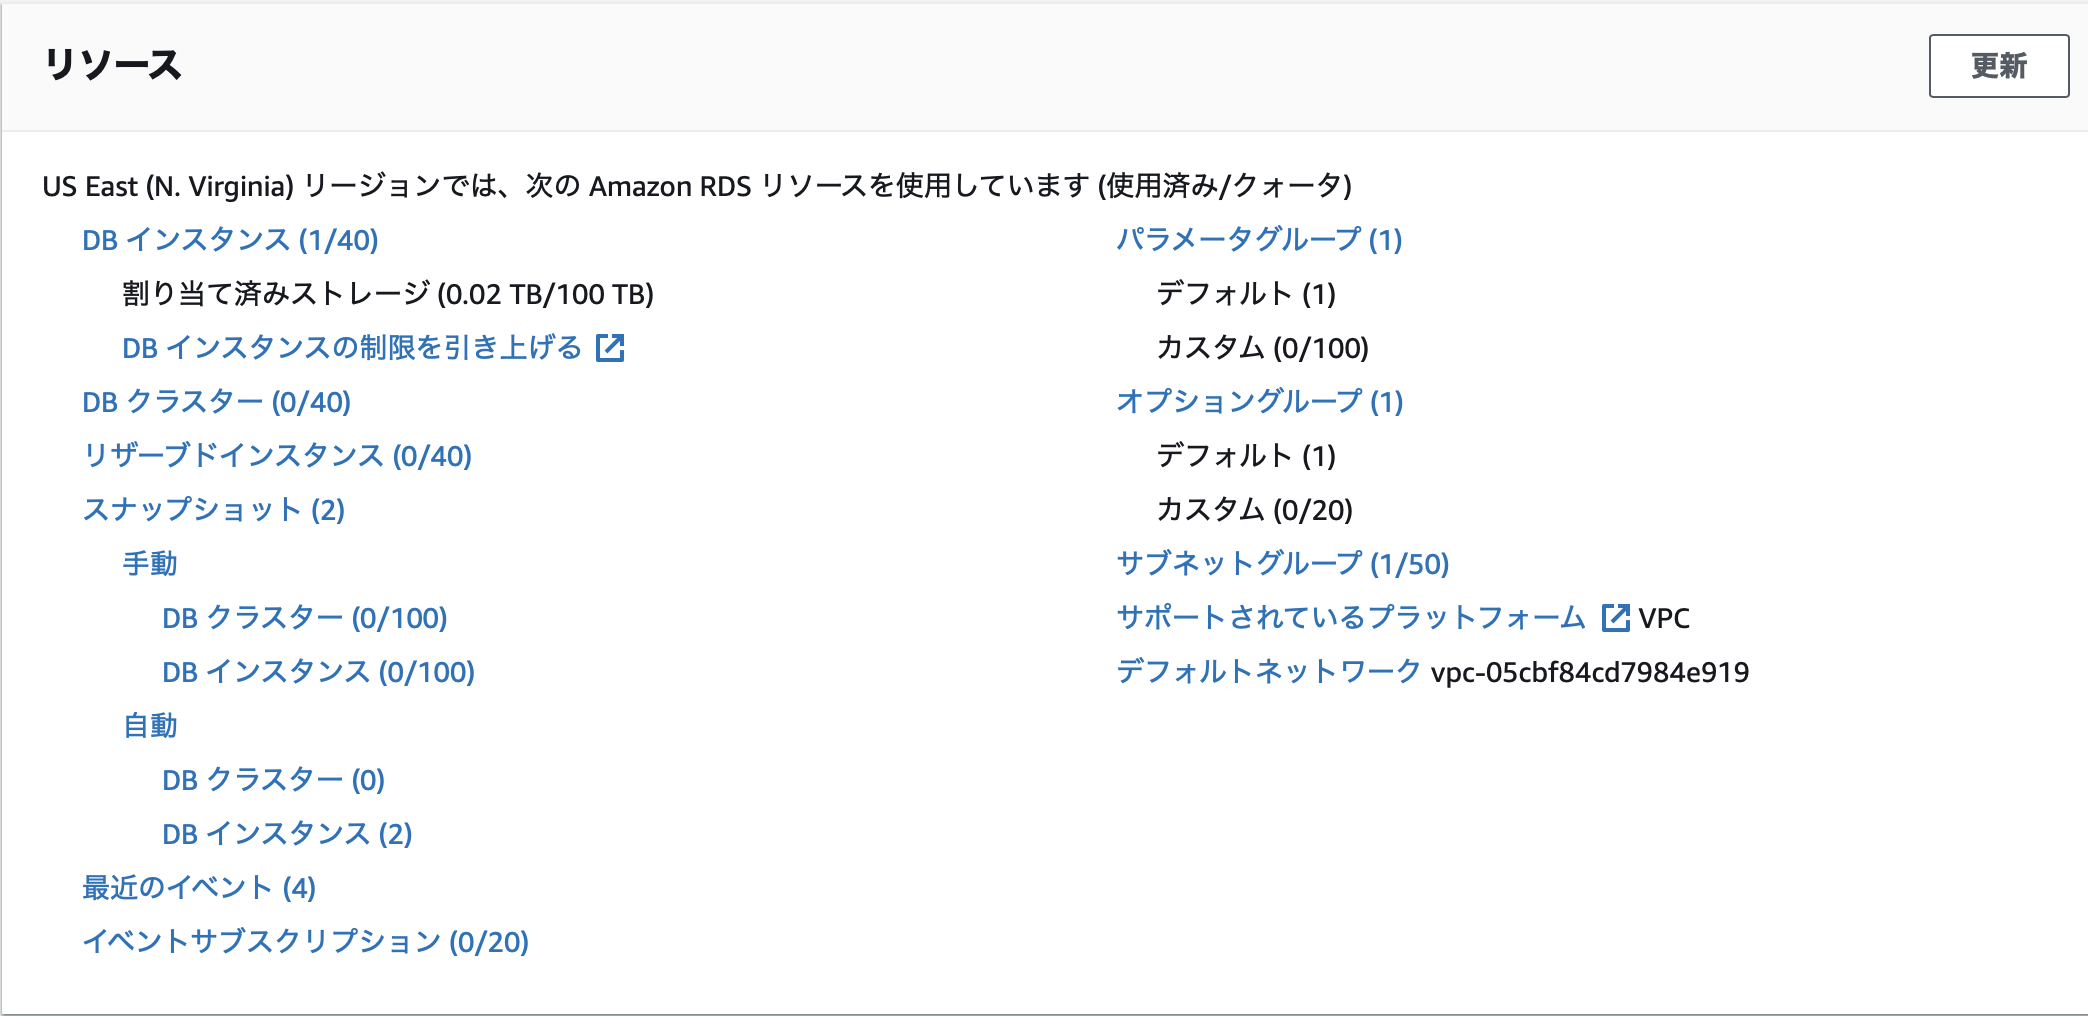 リソース
更新
US East (N. Virginia) リージョンでは、次の Amazon RDS リソースを使用しています (使用済み/クォータ)
DB インスタンス (1/40)
割り当て済みストレージ (0.02 TB/100 TB)
DB インスタンスの制限を引き上げる
DB クラスター (0/40)
リザーブドインスタンス (0/40)
スナップショット (2)
手動
DB クラスター (0/100)
DB インスタンス (0/100)
自動
DB クラスター (0)
DB インスタンス (2)
最近のイベント (4)
イベントサブスクリプション (0/20)
パラメータグループ (1)
デフォルト (1)
カスタム (0/100)
オプショングループ (1)
デフォルト (1)
カスタム (0/20)
サブネットグループ (1/50)
サポートされているプラットフォーム VPC
デフォルトネットワーク vpc-05cbf84cd7984e919